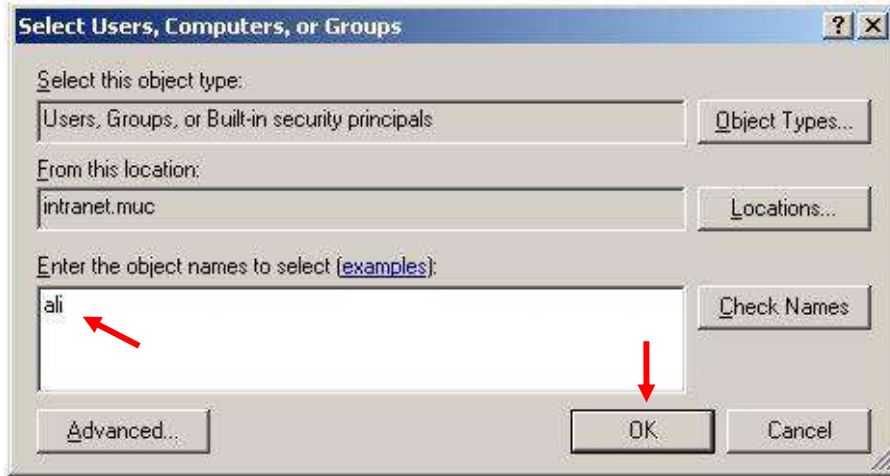 Select Users, Computers, or Groups
Select this object type:
Users, Groups, or Built-in security principals
Object Types...
From this location:
intranet.muc
Locations...
Enter the object names to select (examples):
ali
Check Names
Advanced...
OK
Cancel